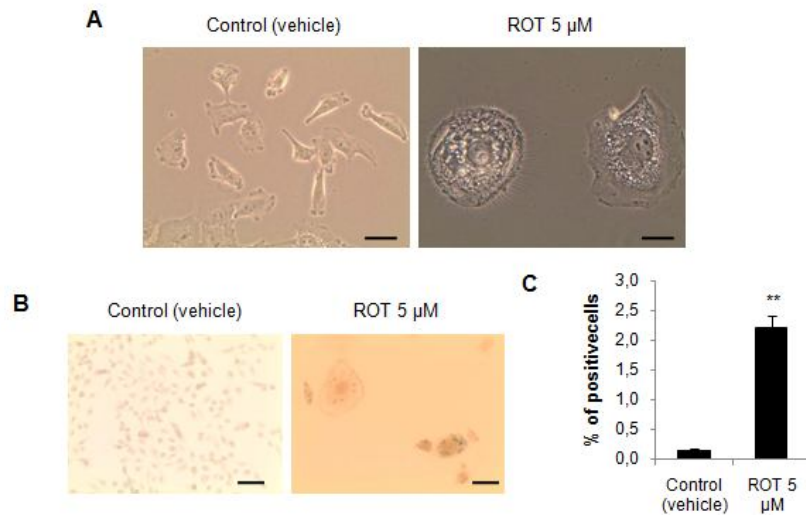 A
Control (vehicle)
ROT 5 µM
B
Control (vehicle)
ROT 5 µM
C
% of positivecells
3,0
2,5
2,0
1,5
1,0
0,5
0,0
**
Control
(vehicle)
ROT 5
µM